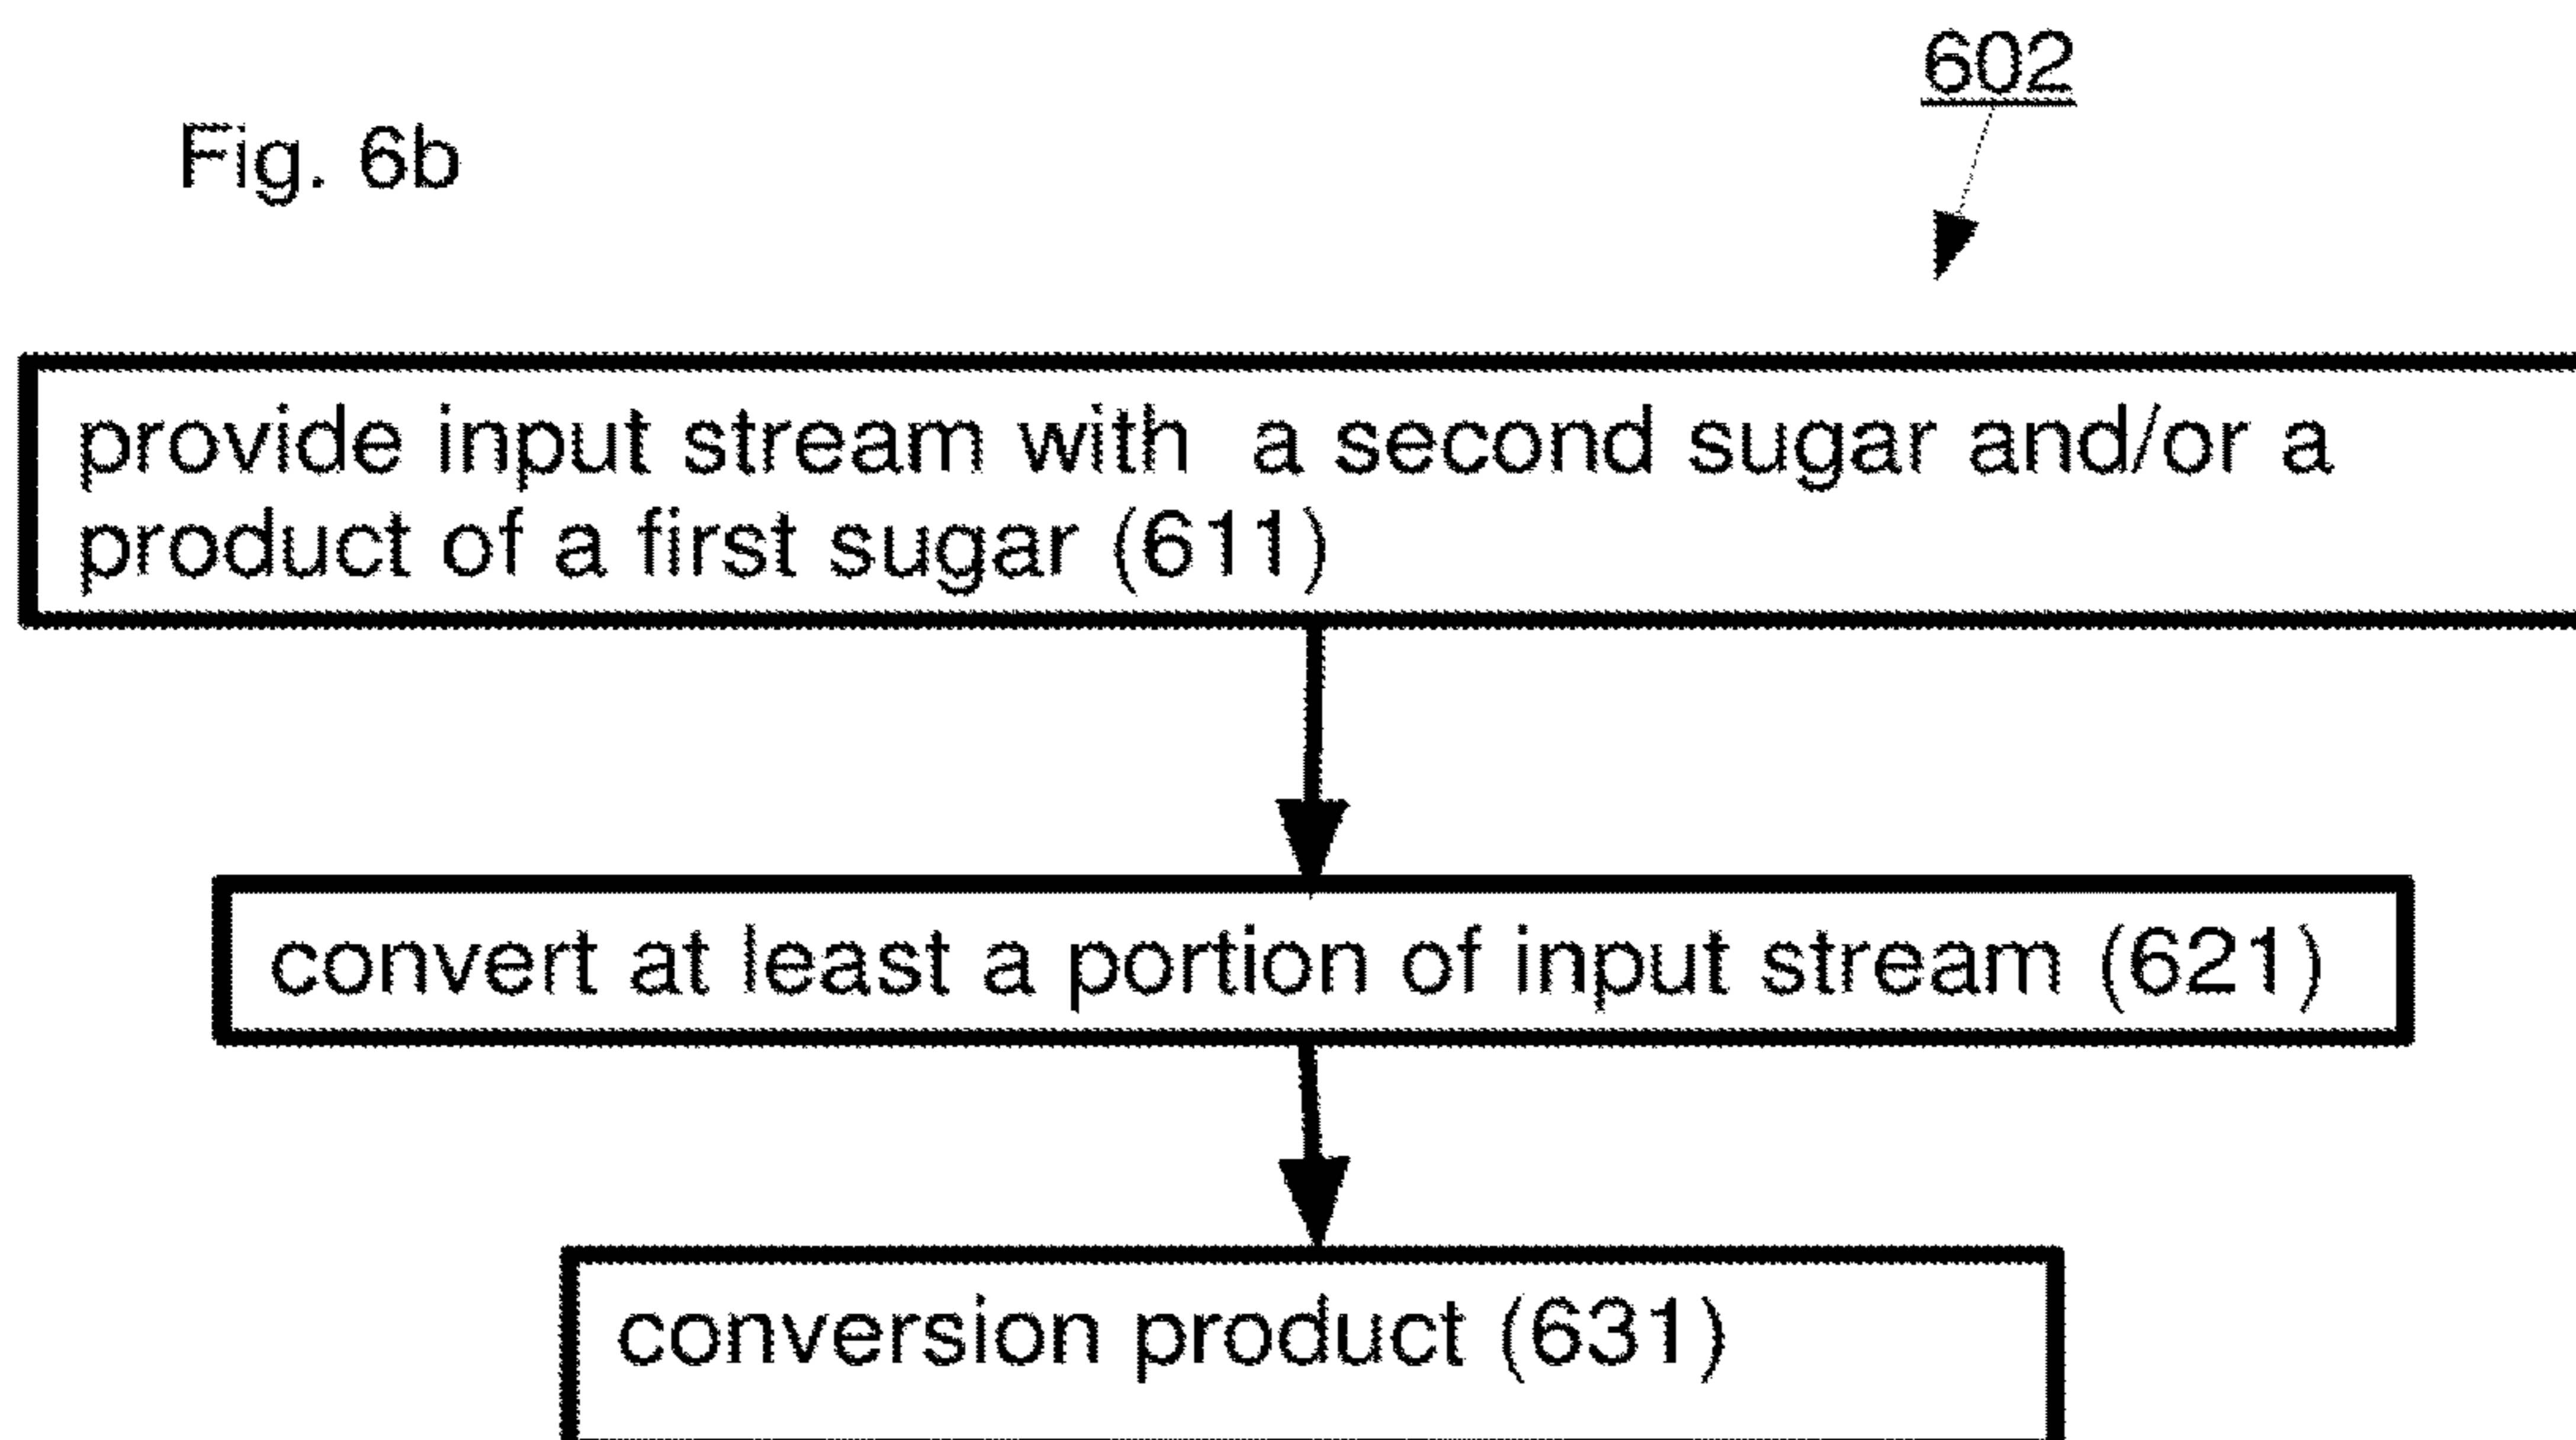 602
Fig. 6b
provide input stream with a second sugar and/or a
product of a first sugar (611)
convert at least a portion of input stream (621)
conversion product (631)